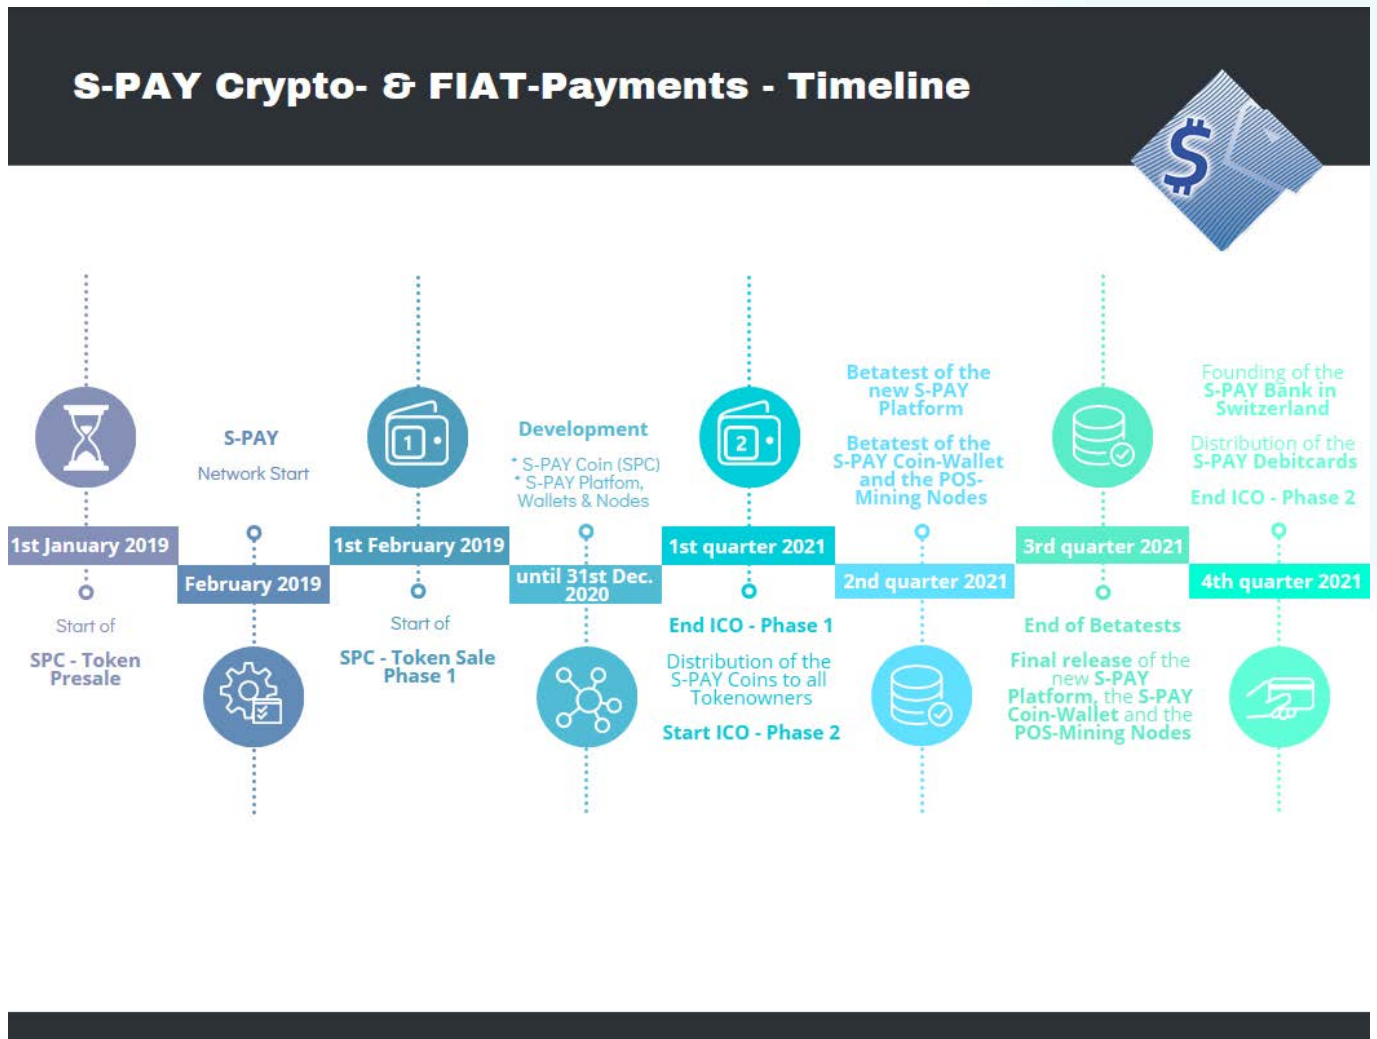 S-PAY Crypto- & FIAT-Payments - Timeline
$
1st January 2019
Start of
SPC - Token
Presale
S-PAY
Network Start
February 2019
1
1st February 2019
Start of
SPC - Token Sale
Phase 1
Development
* S-PAY Coin (SPC)
* S-PAY Platfom,
Wallets & Nodes
until 31st Dec.
2020
2
1st quarter 2021
End ICO - Phase 1
Distribution of the
S-PAY Coins to all
Tokenowners
Start ICO - Phase 2
Betatest of the
new S-PAY
Platform
Betatest of the
S-PAY Coin-Wallet
and the POS-
Mining Nodes
2nd quarter 2021
3rd quarter 2021
End of Betatests
Final release of the
new S-PAY
Platform, the S-PAY
Coin-Wallet and the
POS-Mining Nodes
Founding of the
S-PAY Bank in
Switzerland
Distribution of the
S-PAY Debitcards
End ICO - Phase 2
4th quarter 2021